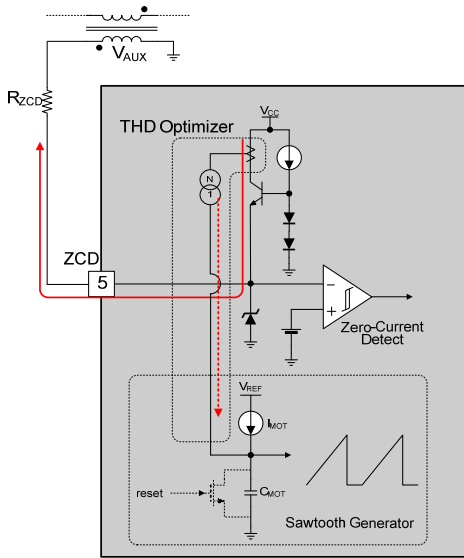 VAUX
RZCD
THD Optimizer
VCC
N
1
ZCD
5
−
+
Zero-Current
Detect
VREF
IMOT
reset
CMOT
Sawtooth Generator